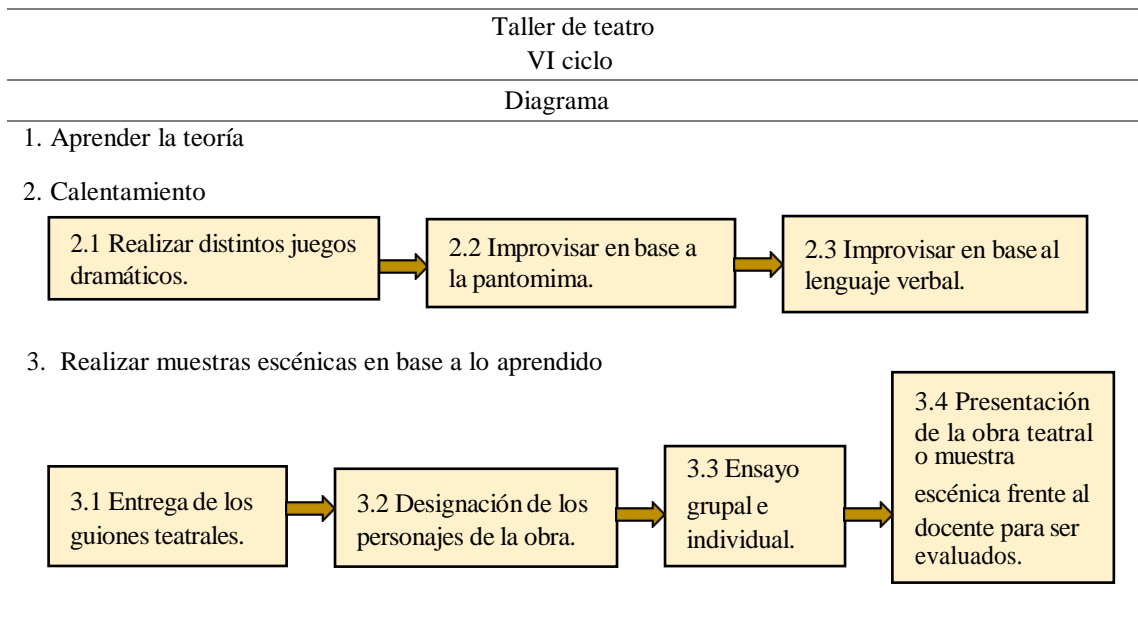 Taller de teatro
VI ciclo
Diagrama
1. Aprender la teoría
2. Calentamiento
2.1 Realizar distintos juegos
dramáticos.
2.2 Improvisar en base a
la pantomima.
2.3 Improvisar en base al
lenguaje verbal.
3. Realizar muestras escénicas en base a lo aprendido
3.1 Entrega de los
guiones teatrales.
3.2 Designación de los
personajes de la obra.
3.3 Ensayo
grupal e
individual.
3.4 Presentación
de la obra teatral
o muestra
escénica frente al
docente para ser
evaluados.